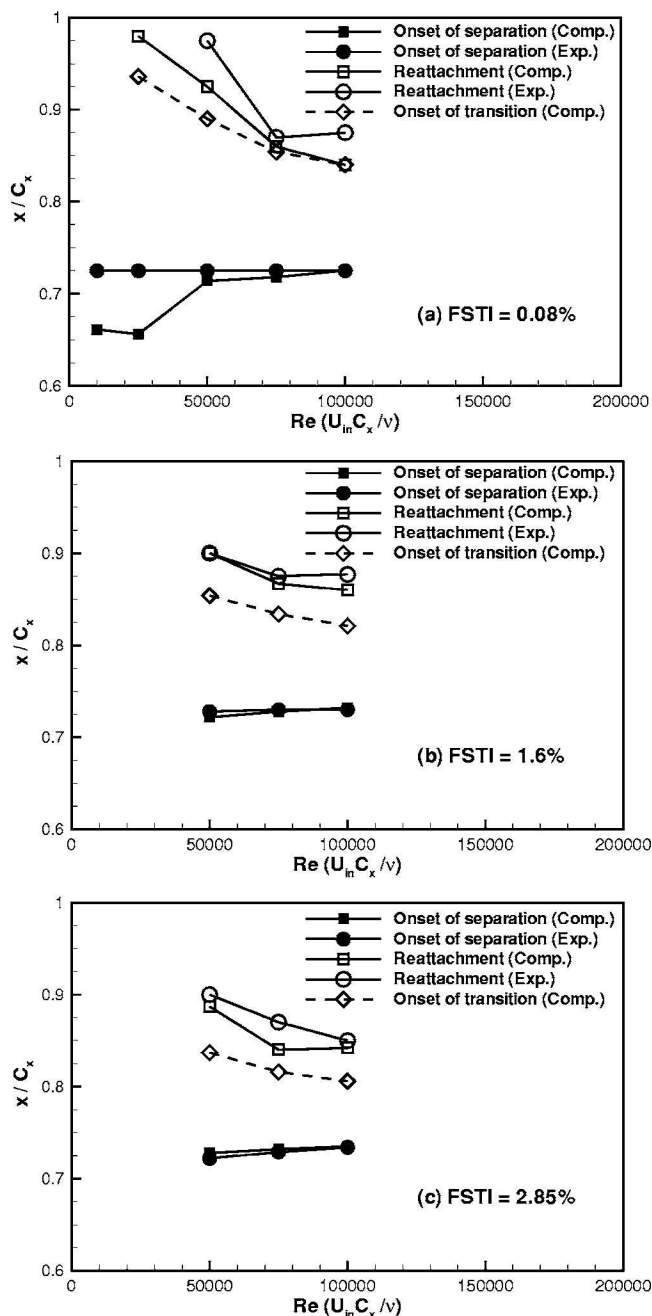 1
Onset of separation (Comp.)
Onset of separation (Exp.)
Reattachment (Comp.)
Reattachment (Exp.)
Onset of transition (Comp.)
0.9
x / Cx
0.8
0.7
(a) FSTI = 0.08%
0.6
0 50000 100000 150000 200000
Re (UinCx /ν)
1
Onset of separation (Comp.)
Onset of separation (Exp.)
Reattachment (Comp.)
Reattachment (Exp.)
Onset of transition (Comp.)
0.9
x / Cx
0.8
0.7
(b) FSTI = 1.6%
0.6
0 50000 100000 150000 200000
Re (UinCx /ν)
1
Onset of separation (Comp.)
Onset of separation (Exp.)
Reattachment (Comp.)
Reattachment (Exp.)
Onset of transition (Comp.)
0.9
x / Cx
0.8
0.7
(c) FSTI = 2.85%
0.6
0 50000 100000 150000 200000
Re (UinCx /ν)